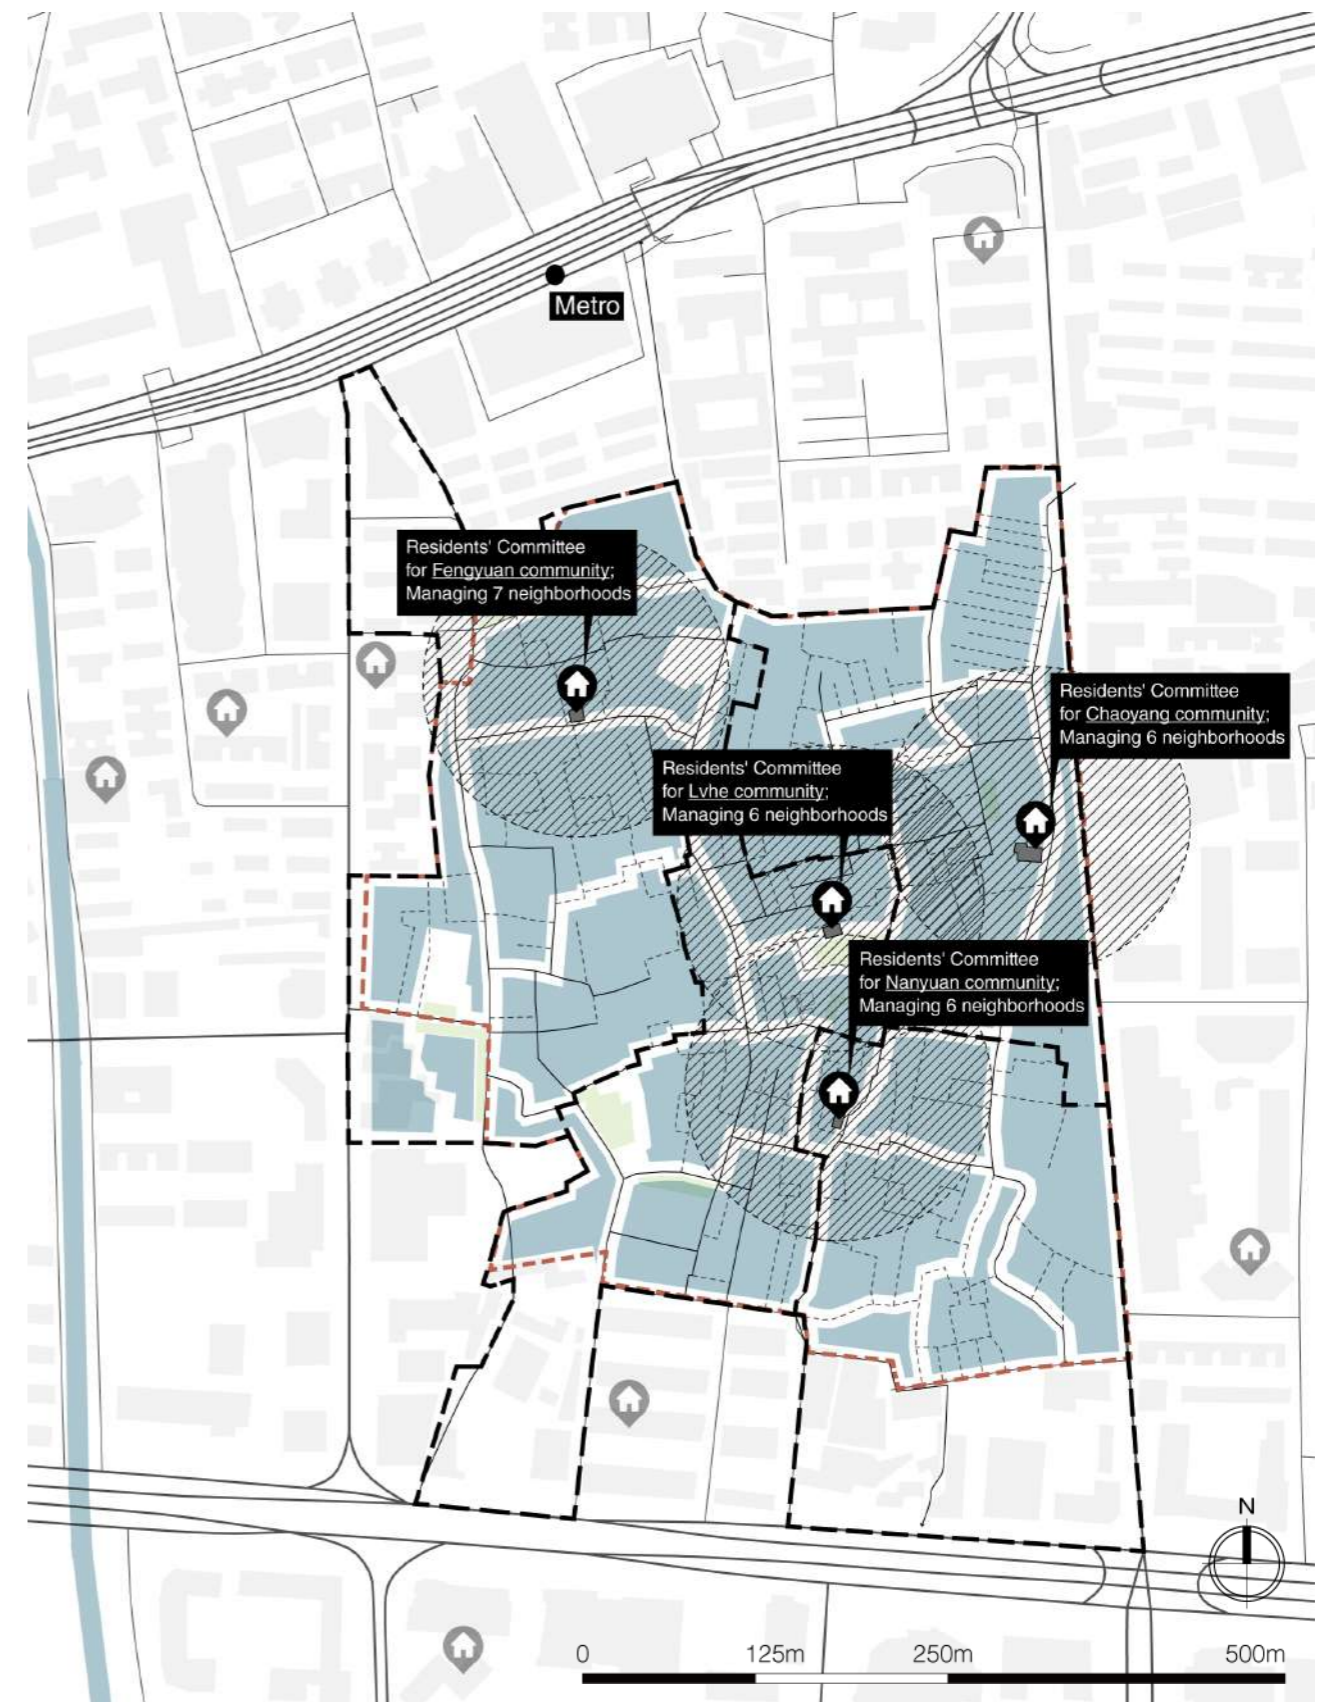 Metro
Residents' Committee
for Fengyuan community;
Managing 7 neighborhoods
Residents' Committee
for Chaoyang community;
Managing 6 neighborhoods
Residents' Committee
for Lvhe community;
Managing 6 neighborhoods
Residents' Committee
for Nanyuan community;
Managing 6 neighborhoods
N
0 125m 250m 500m